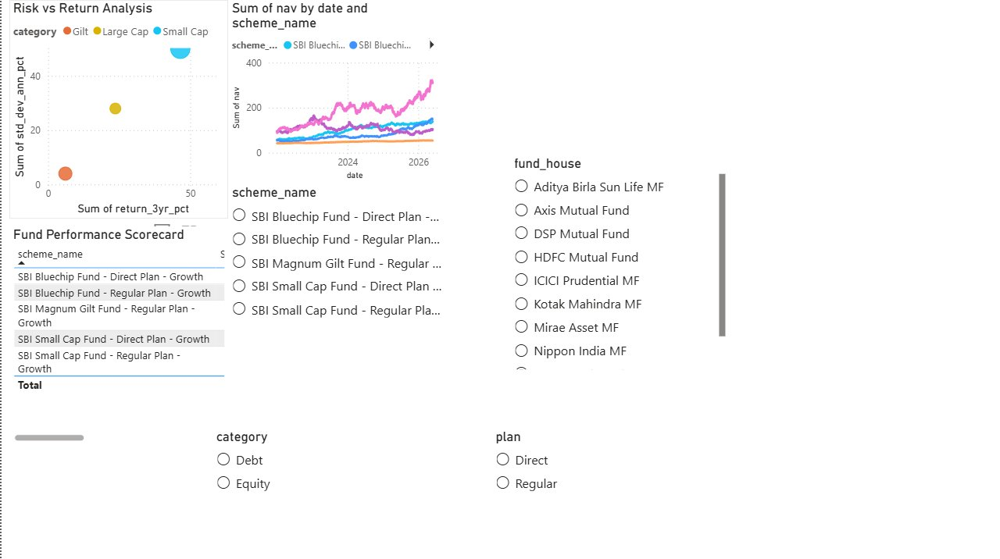 Risk vs Return Analysis
category Gilt Large Cap Small Cap
Sum of std_dev_ann_pct
40
20
0
0 50
Sum of return_3yr_pct
Sum of nav by date and
scheme_name
scheme_... SBI Bluechi... SBI Bluechi...
Sum of nav
400
200
0
2024 2026
date
Fund Performance Scorecard
scheme_name S
SBI Bluechip Fund - Direct Plan - Growth
SBI Bluechip Fund - Regular Plan - Growth
SBI Magnum Gilt Fund - Regular Plan -
Growth
SBI Small Cap Fund - Direct Plan - Growth
SBI Small Cap Fund - Regular Plan -
Growth
Total
scheme_name
SBI Bluechip Fund - Direct Plan -...
SBI Bluechip Fund - Regular Plan...
SBI Magnum Gilt Fund - Regular ...
SBI Small Cap Fund - Direct Plan ...
SBI Small Cap Fund - Regular Pla...
fund_house
Aditya Birla Sun Life MF
Axis Mutual Fund
DSP Mutual Fund
HDFC Mutual Fund
ICICI Prudential MF
Kotak Mahindra MF
Mirae Asset MF
Nippon India MF
category
Debt
Equity
plan
Direct
Regular